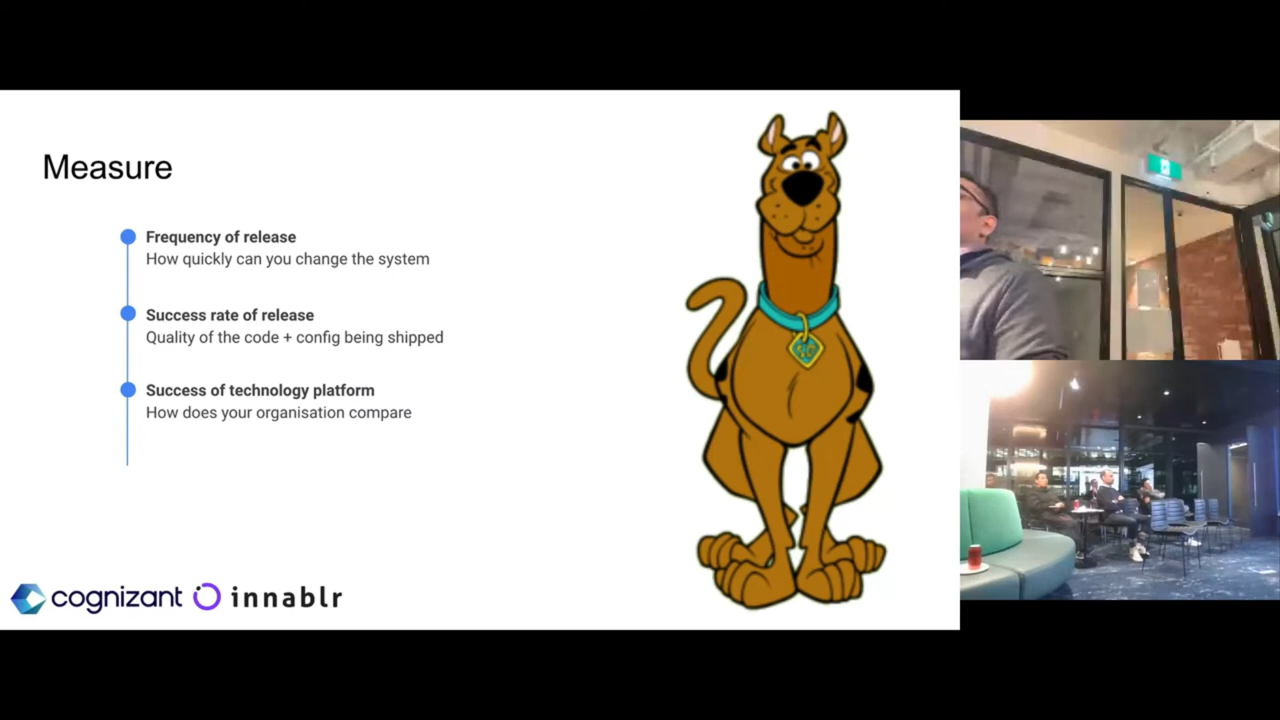 Measure
Frequency of release
How quickly can you change the system
Success rate of release
Quality of the code + config being shipped
Success of technology platform
How does your organisation compare
cognizant innablr